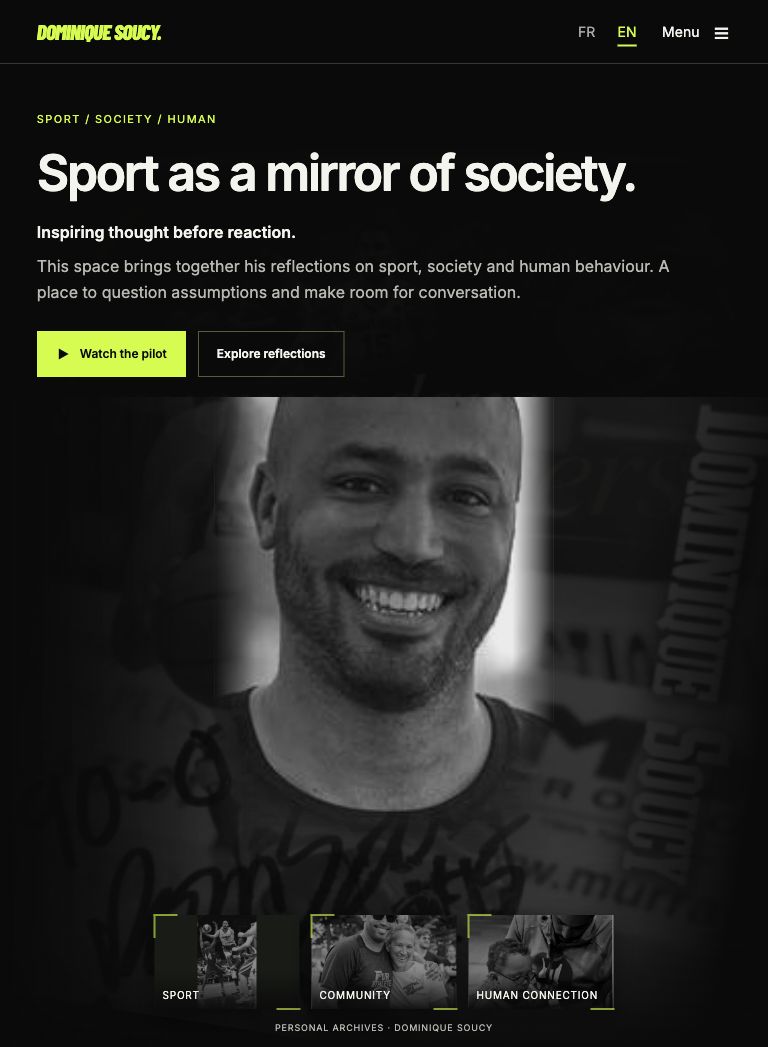 DOMINIQUE SOUCY.
FR EN Menu
SPORT / SOCIETY / HUMAN
Sport as a mirror of society.
Inspiring thought before reaction.
This space brings together his reflections on sport, society and human behaviour. A
place to question assumptions and make room for conversation.
Watch the pilot Explore reflections
DOMINIQUE SOUCY
SPORT COMMUNITY HUMAN CONNECTION
PERSONAL ARCHIVES · DOMINIQUE SOUCY